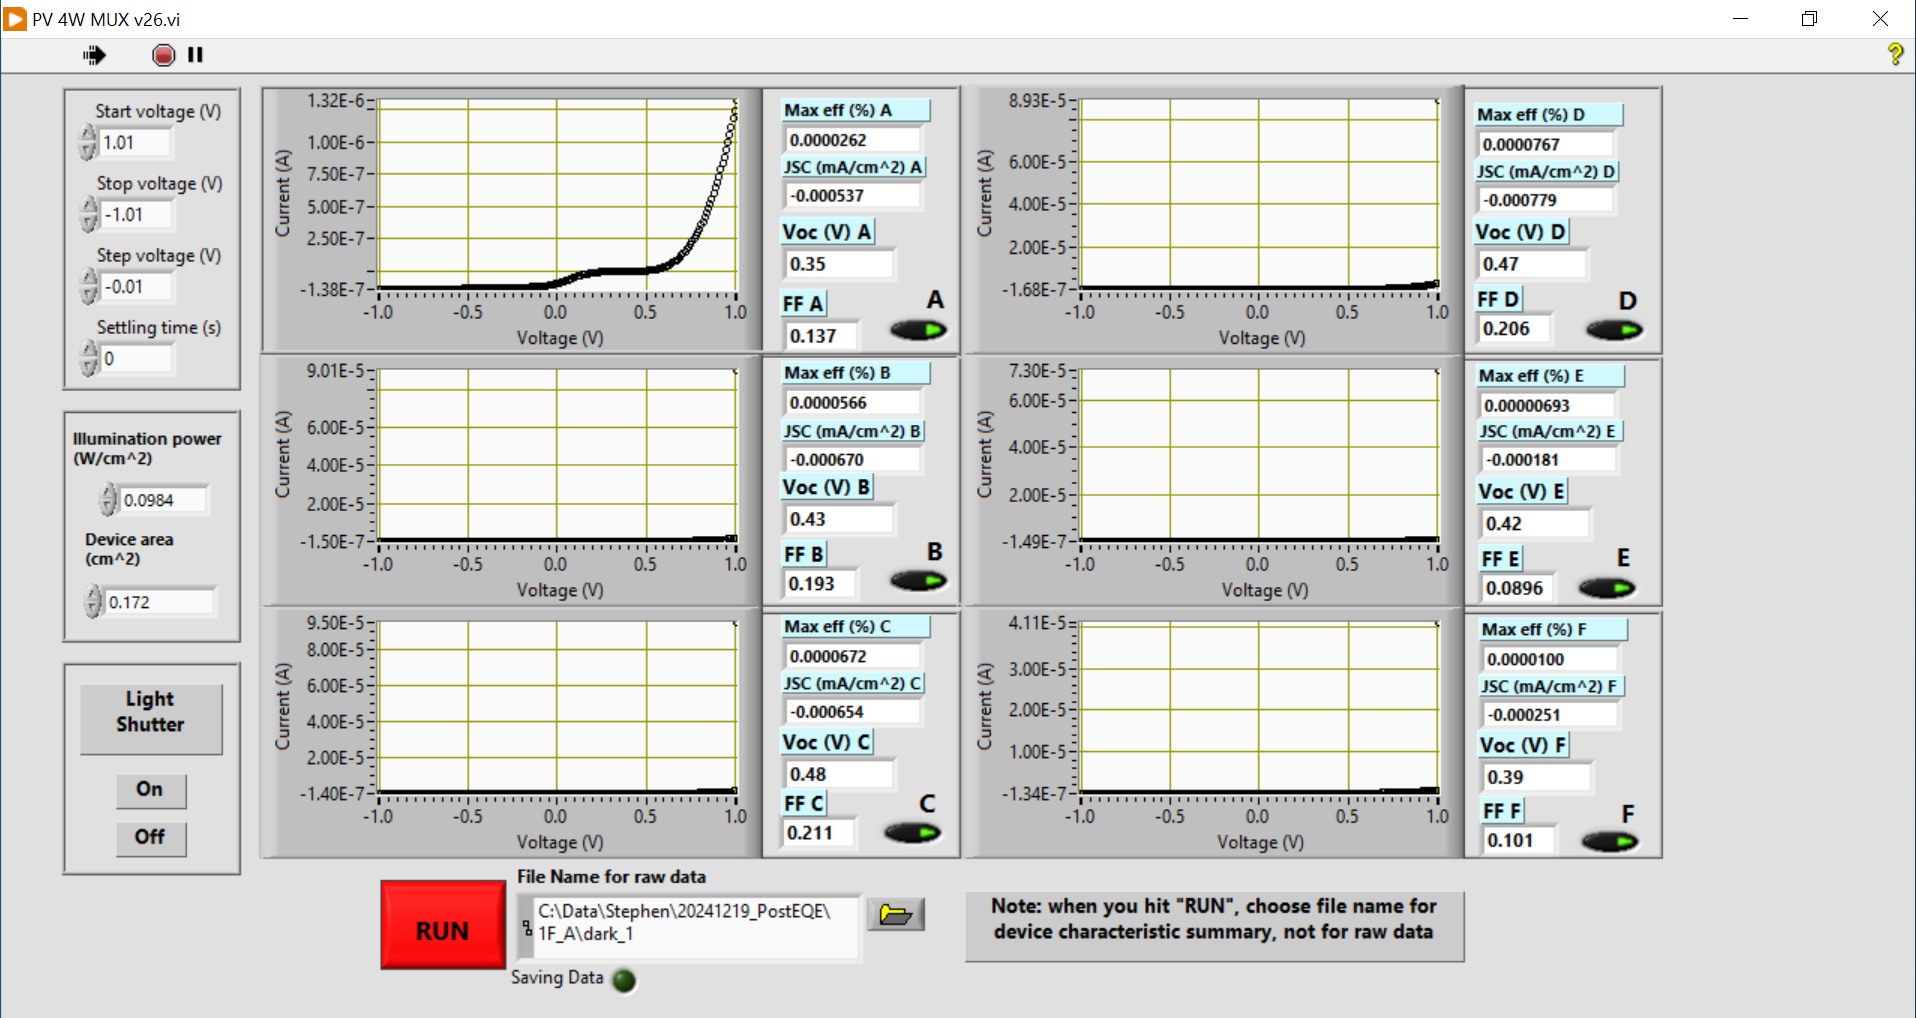 PV 4W MUX v26.vi
Start voltage (V)
1.01
Stop voltage (V)
-1.01
Step voltage (V)
-0.01
Settling time (s)
0
Illumination power
(W/cm^2)
0.0984
Device area
(cm^2)
0.172
Light
Shutter
On
Off
Current (A)
1.32E-6
1.00E-6
7.50E-7
5.00E-7
2.50E-7
-1.38E-7
-1.0 -0.5 0.0 0.5 1.0
Voltage (V)
Max eff (%) A
0.0000262
JSC (mA/cm^2) A
-0.000537
Voc (V) A
0.35
FF A
0.137
A
Current (A)
8.93E-5
6.00E-5
4.00E-5
2.00E-5
-1.68E-7
-1.0 -0.5 0.0 0.5 1.0
Voltage (V)
Max eff (%) D
0.0000767
JSC (mA/cm^2) D
-0.000779
Voc (V) D
0.47
FF D
0.206
D
Current (A)
9.01E-5
6.00E-5
4.00E-5
2.00E-5
-1.50E-7
-1.0 -0.5 0.0 0.5 1.0
Voltage (V)
Max eff (%) B
0.0000566
JSC (mA/cm^2) B
-0.000670
Voc (V) B
0.43
FF B
0.193
B
Current (A)
7.30E-5
6.00E-5
4.00E-5
2.00E-5
-1.49E-7
-1.0 -0.5 0.0 0.5 1.0
Voltage (V)
Max eff (%) E
0.00000693
JSC (mA/cm^2) E
-0.000181
Voc (V) E
0.42
FF E
0.0896
E
Current (A)
9.50E-5
8.00E-5
6.00E-5
4.00E-5
2.00E-5
-1.40E-7
-1.0 -0.5 0.0 0.5 1.0
Voltage (V)
Max eff (%) C
0.0000672
JSC (mA/cm^2) C
-0.000654
Voc (V) C
0.48
FF C
0.211
C
Current (A)
4.11E-5
3.00E-5
2.00E-5
1.00E-5
-1.34E-7
-1.0 -0.5 0.0 0.5 1.0
Voltage (V)
Max eff (%) F
0.0000100
JSC (mA/cm^2) F
-0.000251
Voc (V) F
0.39
FF F
0.101
F
RUN
File Name for raw data
C:\Data\Stephen\20241219_PostEQE\
1F_A\dark_1
Saving Data
Note: when you hit "RUN", choose file name for
device characteristic summary, not for raw data